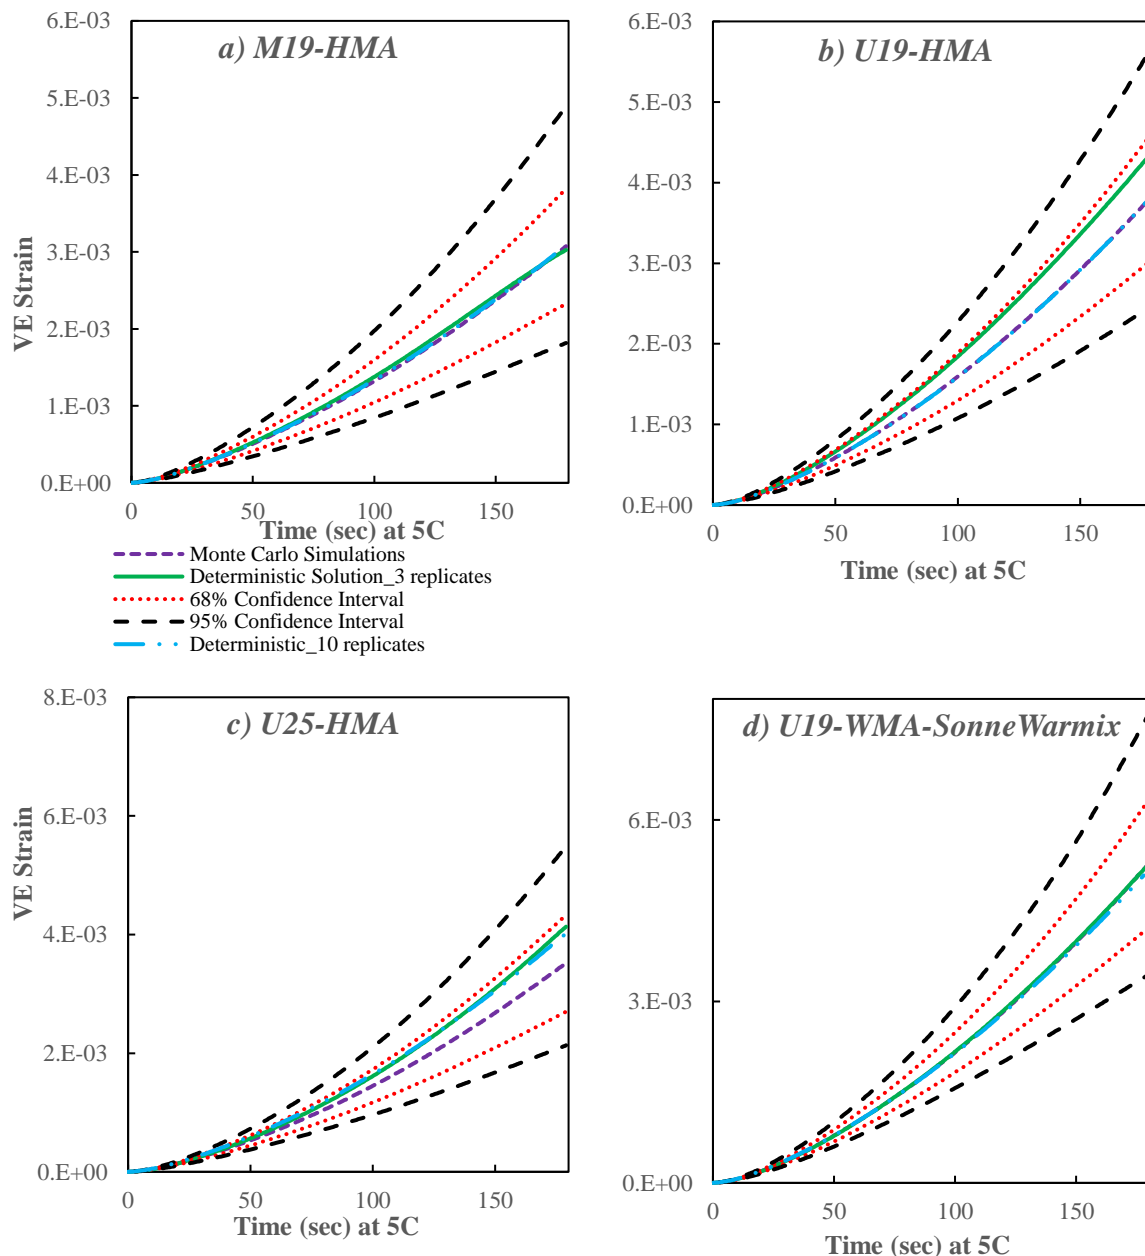 a) M19-HMA
6.E-03
5.E-03
4.E-03
3.E-03
2.E-03
1.E-03
0.E+00
VE Strain
0 50 100 150
Time (sec) at 5C
b) U19-HMA
6.E-03
5.E-03
4.E-03
3.E-03
2.E-03
1.E-03
0.E+00
0 50 100 150
Time (sec) at 5C
Monte Carlo Simulations
Deterministic Solution_3 replicates
68% Confidence Interval
95% Confidence Interval
Deterministic_10 replicates
c) U25-HMA
8.E-03
6.E-03
4.E-03
2.E-03
0.E+00
VE Strain
0 50 100 150
Time (sec) at 5C
d) U19-WMA-SonneWarmix
6.E-03
3.E-03
0.E+00
0 50 100 150
Time (sec) at 5C